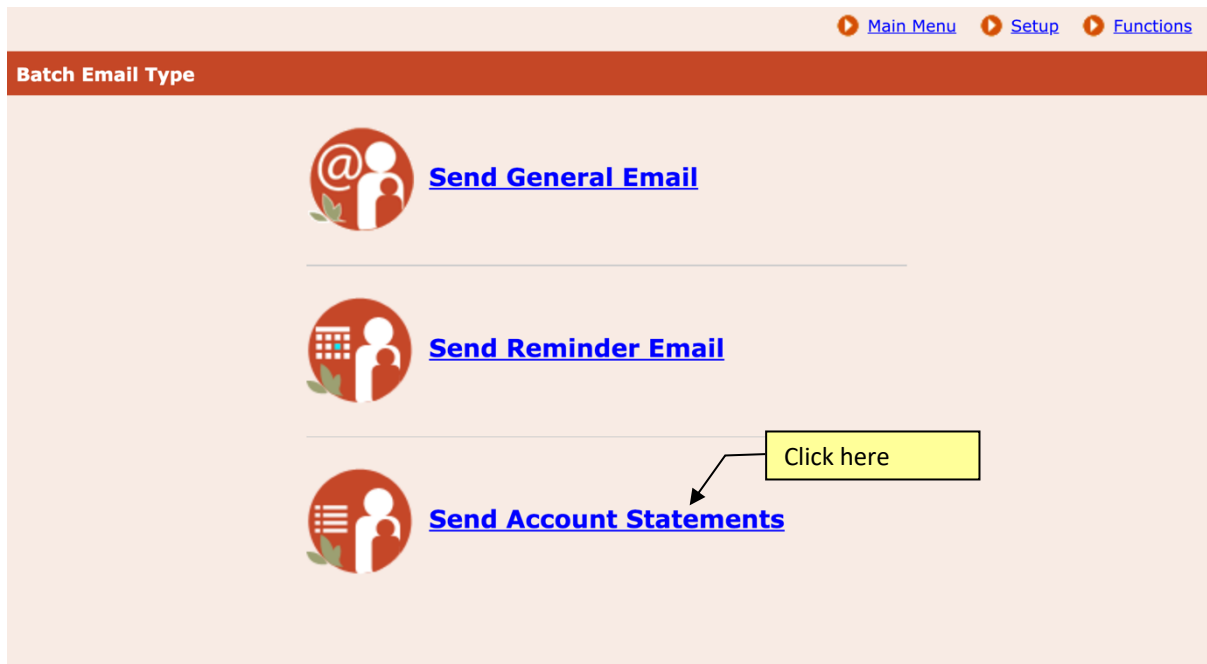 Main Menu Setup Functions
Batch Email Type
Send General Email
Send Reminder Email
Click here
Send Account Statements